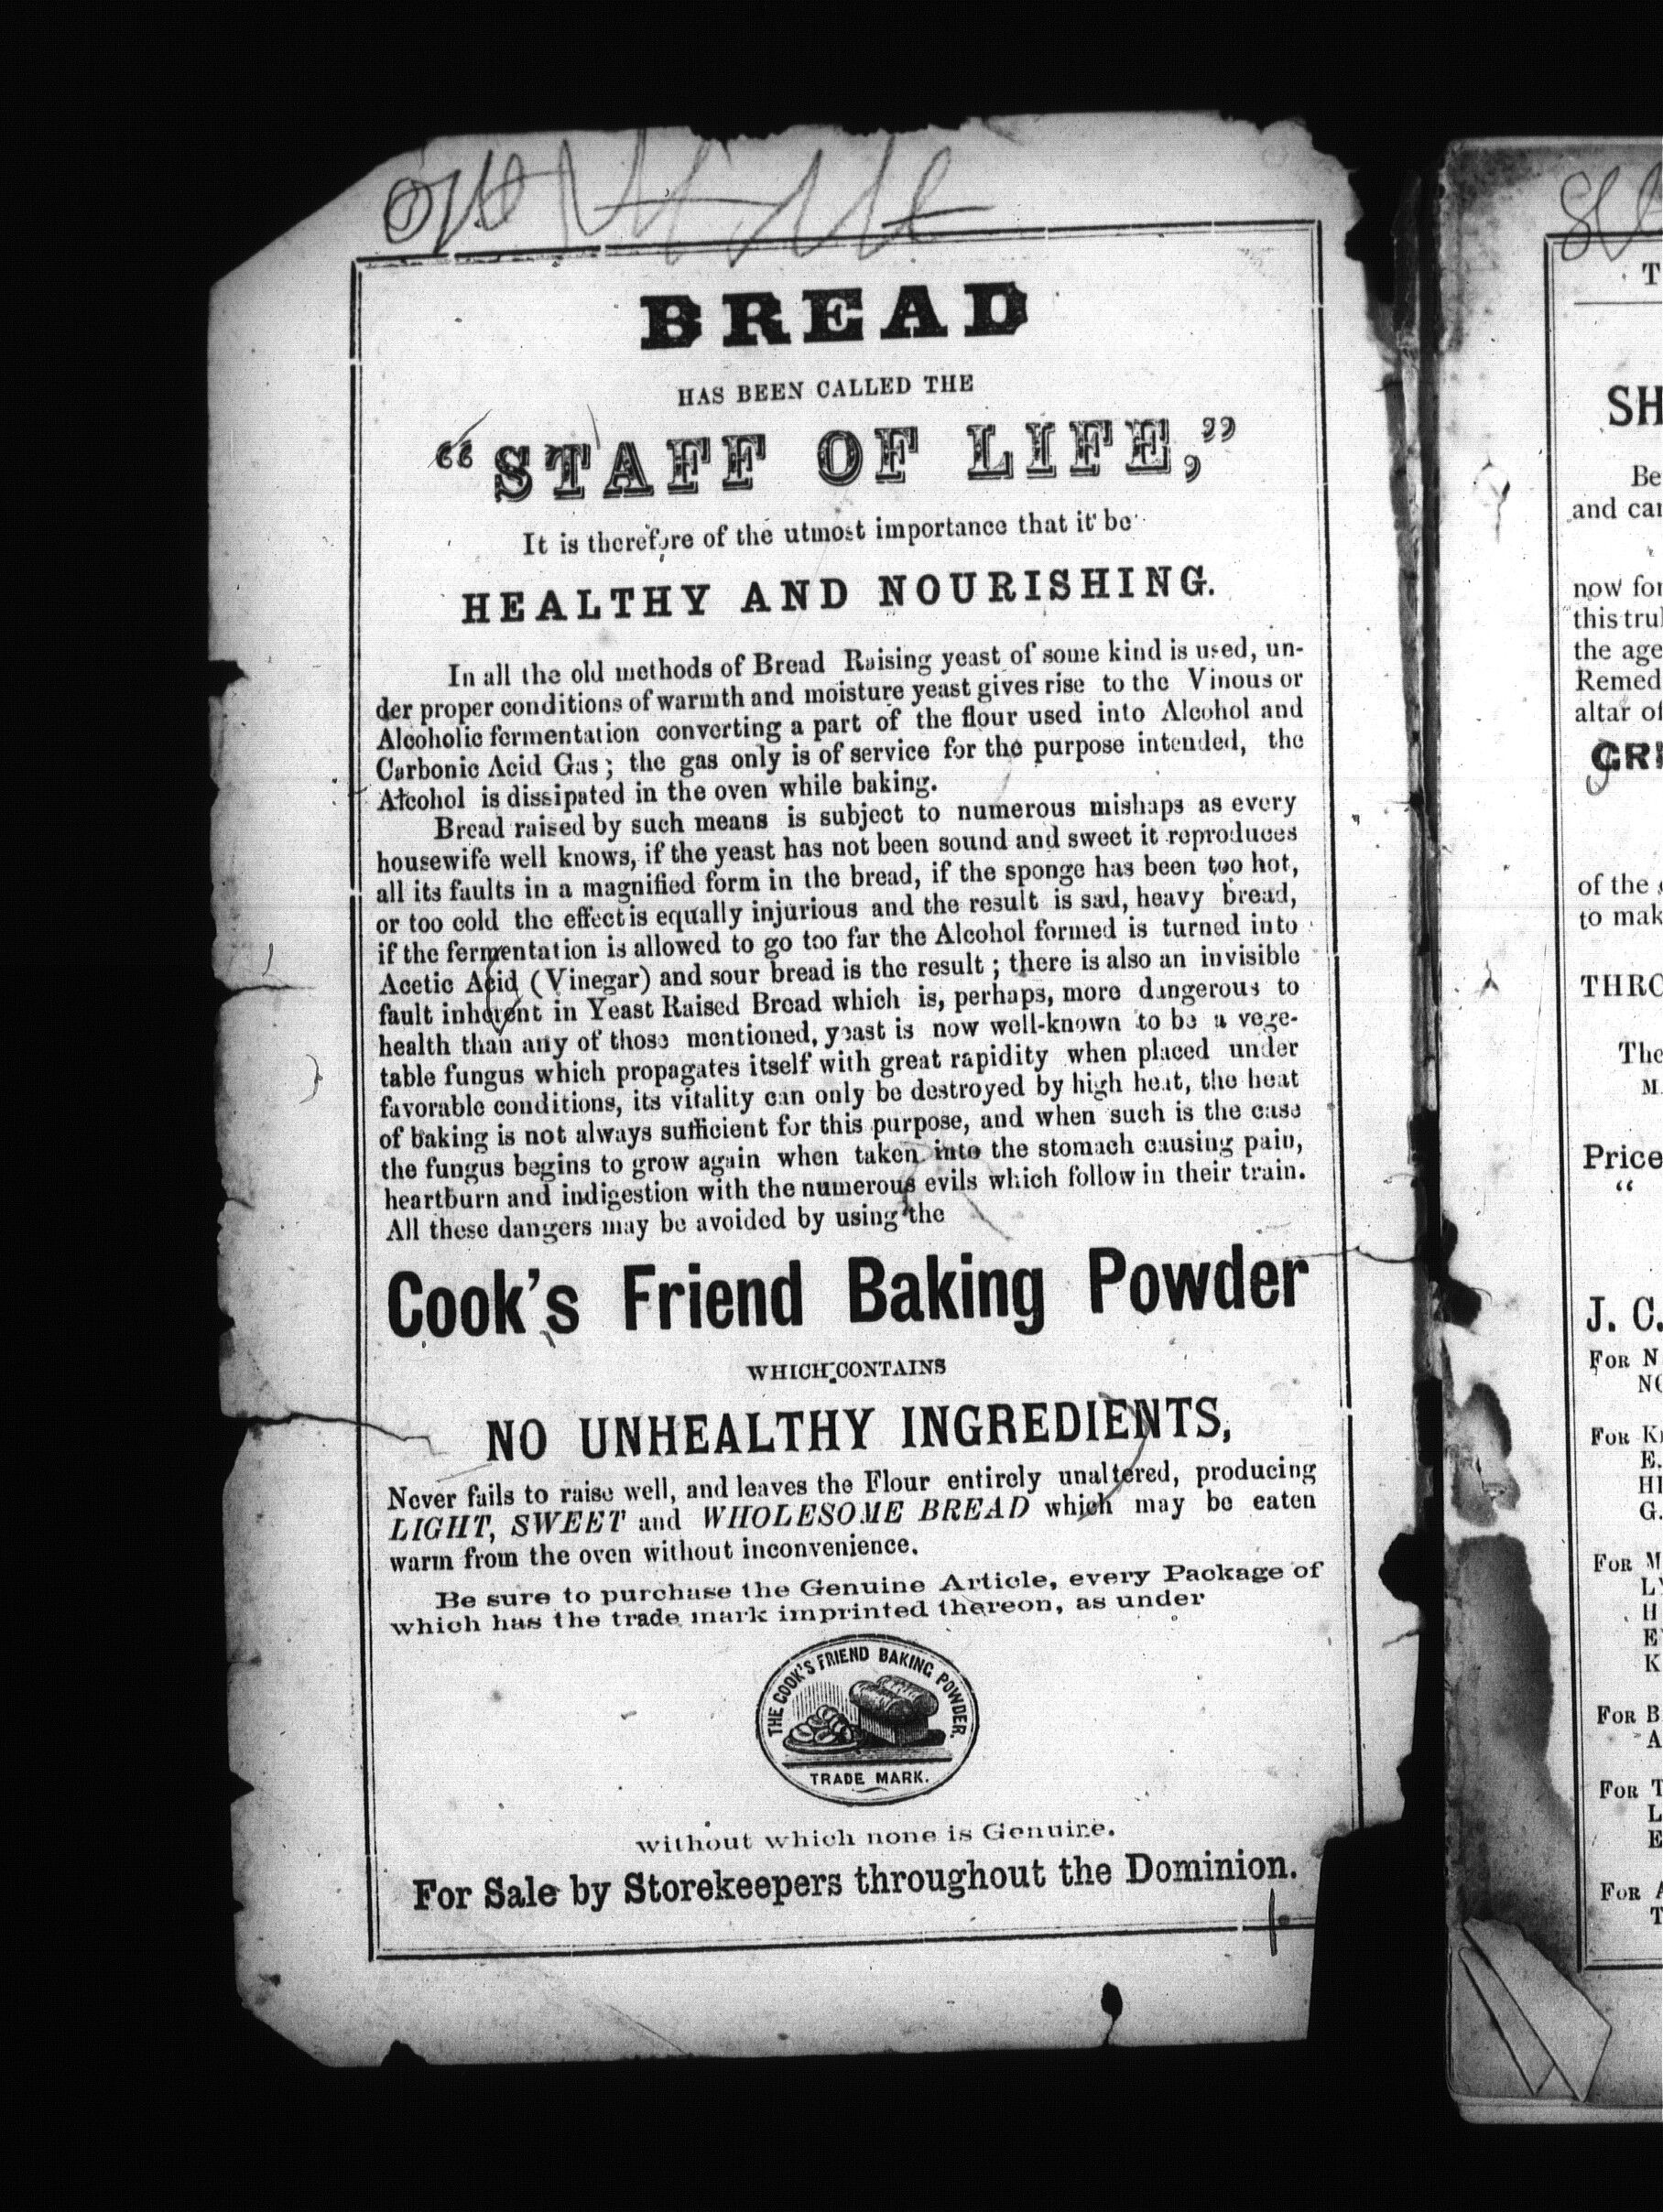 BREAD
HAS BEEN CALLED THE
“STAFF OF LIFE,”
It is therefore of the utmost importance that it be
HEALTHY AND NOURISHING.
In all the old methods of Bread Raising yeast of some kind is used, un-
der proper conditions of warmth and moisture yeast gives rise to the Vinous or
Alcoholic fermentation converting a part of the flour used into Alcohol and
Carbonic Acid Gas; the gas only is of service for the purpose intended, the
Alcohol is dissipated in the oven while baking.
Bread raised by such means is subject to numerous mishaps as every
housewife well knows, if the yeast has not been sound and sweet it reproduces
all its faults in a magnified form in the bread, if the sponge has been too hot,
or too cold the effect is equally injurious and the result is sad, heavy bread,
if the fermentation is allowed to go too far the Alcohol formed is turned into
Acetic Acid (Vinegar) and sour bread is the result; there is also an invisible
fault inherent in Yeast Raised Bread which is, perhaps, more dangerous to
health than any of those mentioned, yeast is now well-known to be a vege-
table fungus which propagates itself with great rapidity when placed under
favorable conditions, its vitality can only be destroyed by high heat, the heat
of baking is not always sufficient for this purpose, and when such is the case
the fungus begins to grow again when taken into the stomach causing pain,
heartburn and indigestion with the numerous evils which follow in their train.
All these dangers may be avoided by using the
Cook's Friend Baking Powder
WHICH CONTAINS
NO UNHEALTHY INGREDIENTS,
Never fails to raise well, and leaves the Flour entirely unaltered, producing
LIGHT, SWEET and WHOLESOME BREAD which may be eaten
warm from the oven without inconvenience.
Be sure to purchase the Genuine Article, every Package of
which has the trade mark imprinted thereon, as under
THE COOK'S FRIEND BAKING POWDER.
TRADE MARK.
without which none is Genuine.
For Sale by Storekeepers throughout the Dominion.
T
SH
Be
and car
now for
this tru
the age
Remed
altar of
GR
of the
to mak
THRO
The
M
Price
“
J. C.
FOR N
NO
FOR K
E.
H
G.
FOR M
LY
H
E
K
FOR B
A
FOR T
L
E
FOR A
T